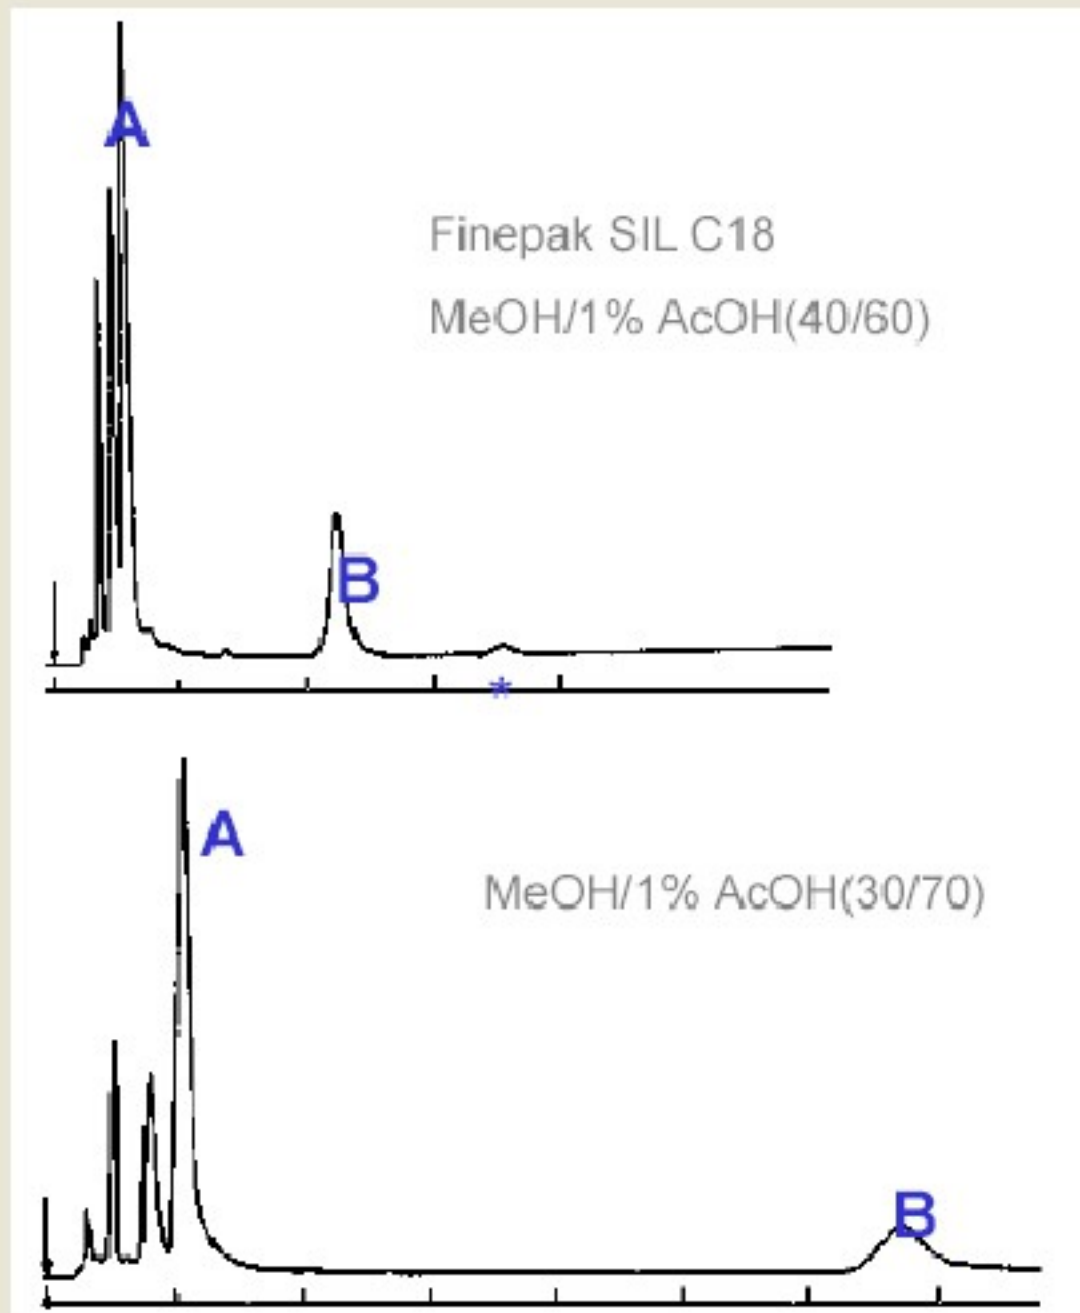 A
Finepak SIL C18
MeOH/1% AcOH(40/60)
B
*
A
MeOH/1% AcOH(30/70)
B